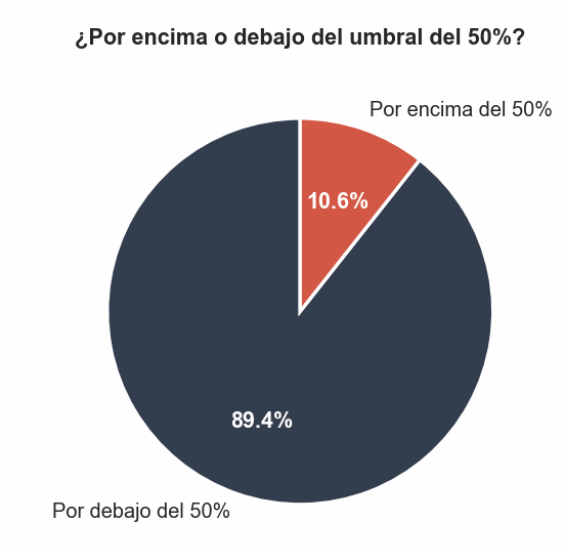 ¿Por encima o debajo del umbral del 50%?
Por encima del 50%
10.6%
89.4%
Por debajo del 50%